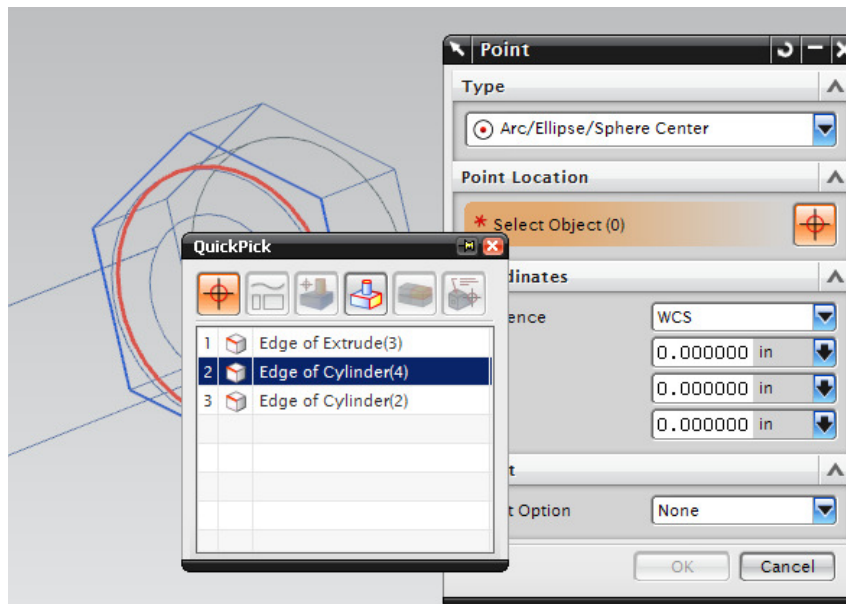 Point
Type
Arc/Ellipse/Sphere Center
Point Location
* Select Object (0)
QuickPick
1 Edge of Extrude(3)
2 Edge of Cylinder(4)
3 Edge of Cylinder(2)
dinates
ence
WCS
0.000000 in
0.000000 in
0.000000 in
t
t Option
None
OK
Cancel